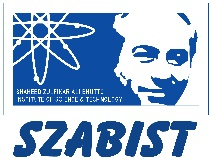 SHAHEED ZULFIKAR ALI BHUTTO
INSTITUTE OF SCIENCE & TECHNOLOGY
SZABIST